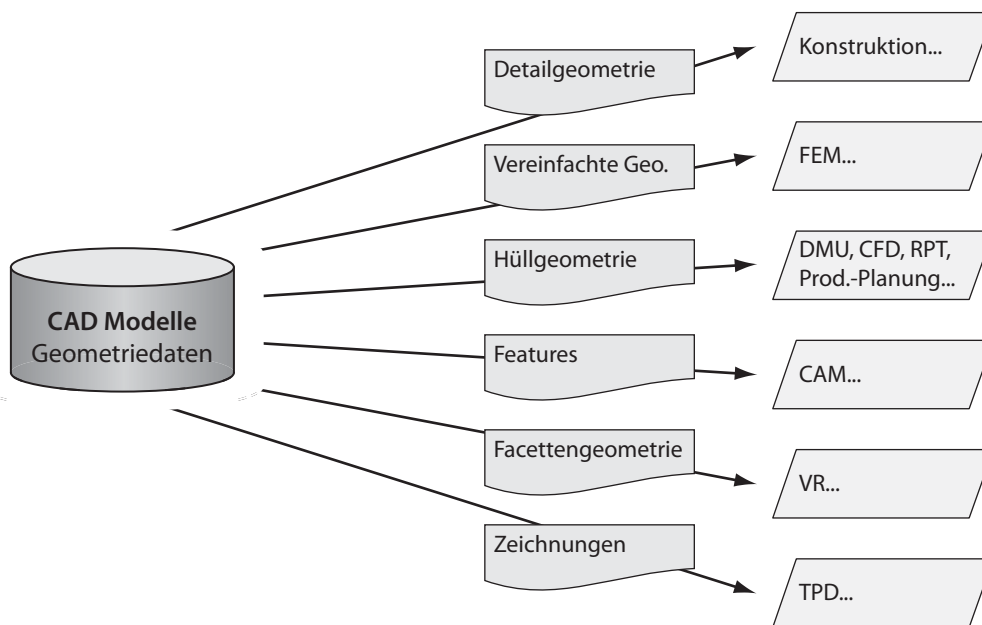 CAD Modelle
Geometriedaten
Detailgeometrie
Konstruktion...
Vereinfachte Geo.
FEM...
Hüllgeometrie
DMU, CFD, RPT,
Prod.-Planung...
Features
CAM...
Facettengeometrie
VR...
Zeichnungen
TPD...